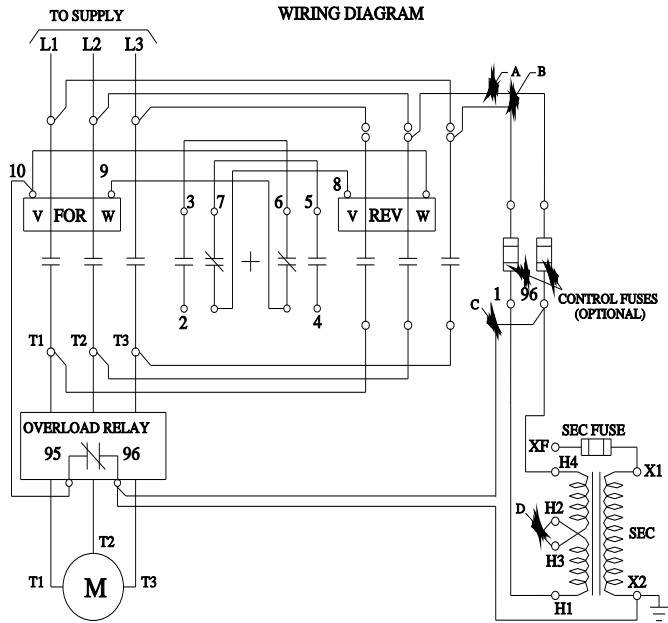 WIRING DIAGRAM
TO SUPPLY
L1 L2 L3
A B
10 9 3 7 6 5 8
V FOR W
V REV W
2 4
1 96
C
CONTROL FUSES
(OPTIONAL)
T1 T2 T3
OVERLOAD RELAY
95 96
SEC FUSE
XF
H4 X1
D H2
H3
SEC
X2
H1
T2
T1 M T3